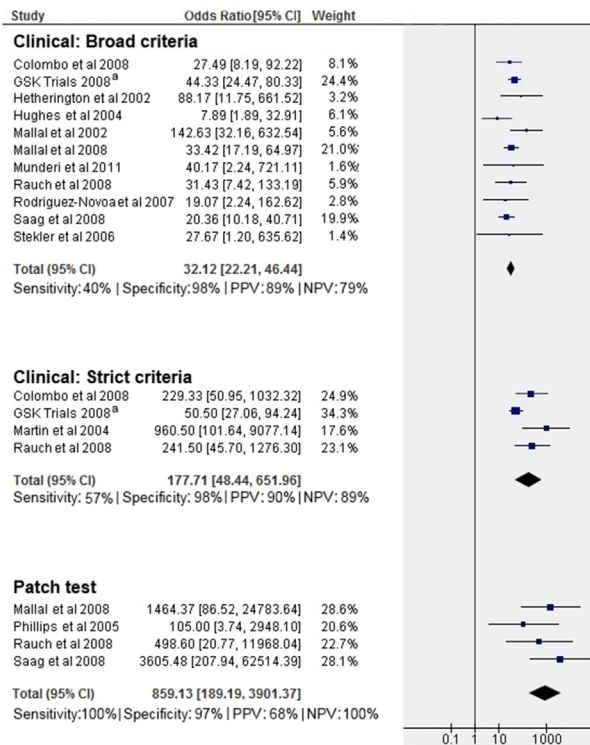 Study Odds Ratio[95% CI] Weight
Clinical: Broad criteria
Colombo et al 2008 27.49 [8.19, 92.22] 8.1%
GSK Trials 2008a 44.33 [24.47, 80.33] 24.4%
Hetherington et al 2002 88.17 [11.75, 661.52] 3.2%
Hughes et al 2004 7.89 [1.89, 32.91] 6.1%
Mallal et al 2002 142.63 [32.16, 632.54] 5.6%
Mallal et al 2008 33.42 [17.19, 64.97] 21.0%
Munderi et al 2011 40.17 [2.24, 721.11] 1.6%
Rauch et al 2008 31.43 [7.42, 133.19] 5.9%
Rodriguez-Novoa et al 2007 19.07 [2.24, 162.62] 2.8%
Saag et al 2008 20.36 [10.18, 40.71] 19.9%
Stekler et al 2006 27.67 [1.20, 635.62] 1.4%
Total (95% CI) 32.12 [22.21, 46.44]
Sensitivity:40% | Specificity:98% | PPV:89% | NPV:79%
Clinical: Strict criteria
Colombo et al 2008 229.33 [50.95, 1032.32] 24.9%
GSK Trials 2008a 50.50 [27.06, 94.24] 34.3%
Martin et al 2004 960.50 [101.64, 9077.14] 17.6%
Rauch et al 2008 241.50 [45.70, 1276.30] 23.1%
Total (95% CI) 177.71 [48.44, 651.96]
Sensitivity: 57% | Specificity:98% | PPV: 90% | NPV: 89%
Patch test
Mallal et al 2008 1464.37 [86.52, 24783.64] 28.6%
Phillips et al 2005 105.00 [3.74, 2948.10] 20.6%
Rauch et al 2008 498.60 [20.77, 11968.04] 22.7%
Saag et al 2008 3605.48 [207.94, 62514.39] 28.1%
Total (95% CI) 859.13 [189.19, 3901.37]
Sensitivity:100%| Specificity: 97% | PPV: 68% | NPV: 100%
0.1 1 10 1000